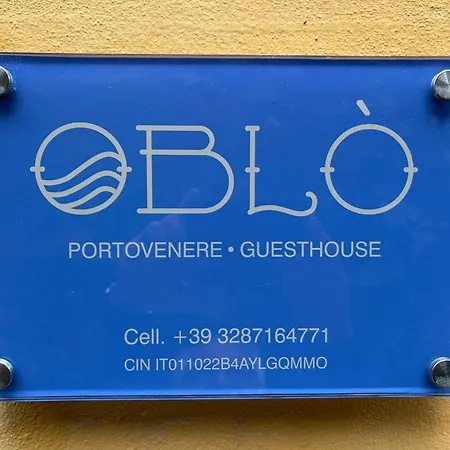 OBLÒ
PORTOVENERE • GUESTHOUSE
Cell. +39 3287164771
CIN IT011022B4AYLGQMMO